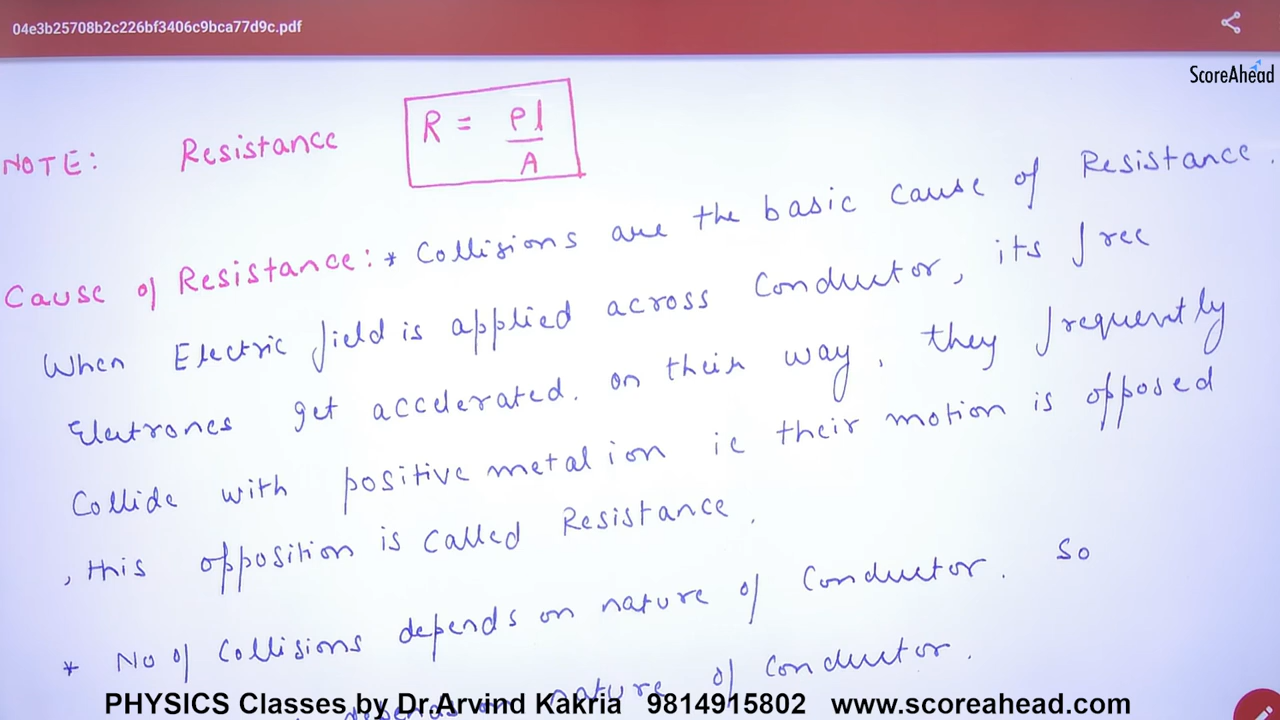 04e3b25708b2c226bf3406c9bca77d9c.pdf
ScoreAhead
NOTE: Resistance R = ρl/A
Cause of Resistance: * Collisions are the basic cause of Resistance.
When Electric field is applied across Conductor, its free
Eletrones get accelerated. on their way, they frequently
Collide with positive metal ion ie their motion is opposed
, this opposition is called Resistance.
* No of Collisions depends on nature of Conductor. So
nature of Conductor.
PHYSICS Classes by Dr.Arvind Kakria 9814915802 www.scoreahead.com